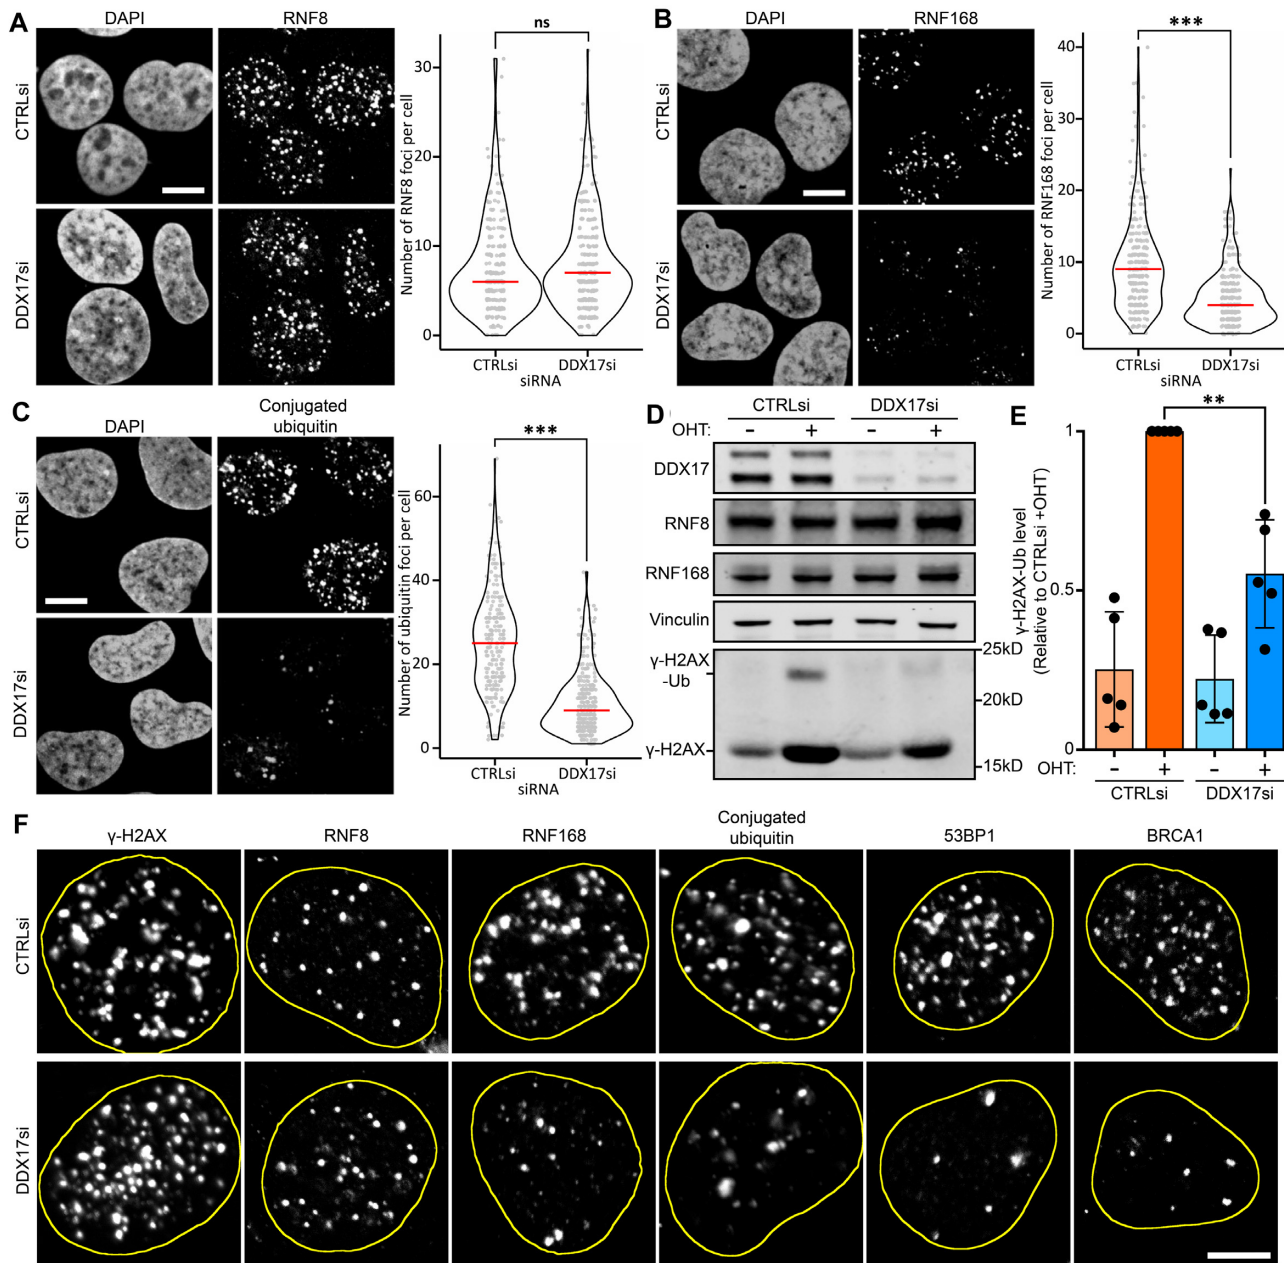 A
DAPI
RNF8
CTRLsi
DDX17si
ns
Number of RNF8 foci per cell
30
20
10
0
CTRLsi
DDX17si
siRNA
B
DAPI
RNF168
CTRLsi
DDX17si
***
Number of RNF168 foci per cell
40
30
20
10
0
CTRLsi
DDX17si
siRNA
C
DAPI
Conjugated
ubiquitin
CTRLsi
DDX17si
***
Number of ubiquitin foci per cell
60
40
20
0
CTRLsi
DDX17si
siRNA
D
CTRLsi
DDX17si
OHT: - + - +
DDX17
RNF8
RNF168
Vinculin
γ-H2AX
-Ub
γ-H2AX
25kD
20kD
15kD
E
**
γ-H2AX-Ub level
(Relative to CTRLsi +OHT)
1
0.5
0
OHT: - + - +
CTRLsi
DDX17si
F
γ-H2AX
RNF8
RNF168
Conjugated
ubiquitin
53BP1
BRCA1
CTRLsi
DDX17si